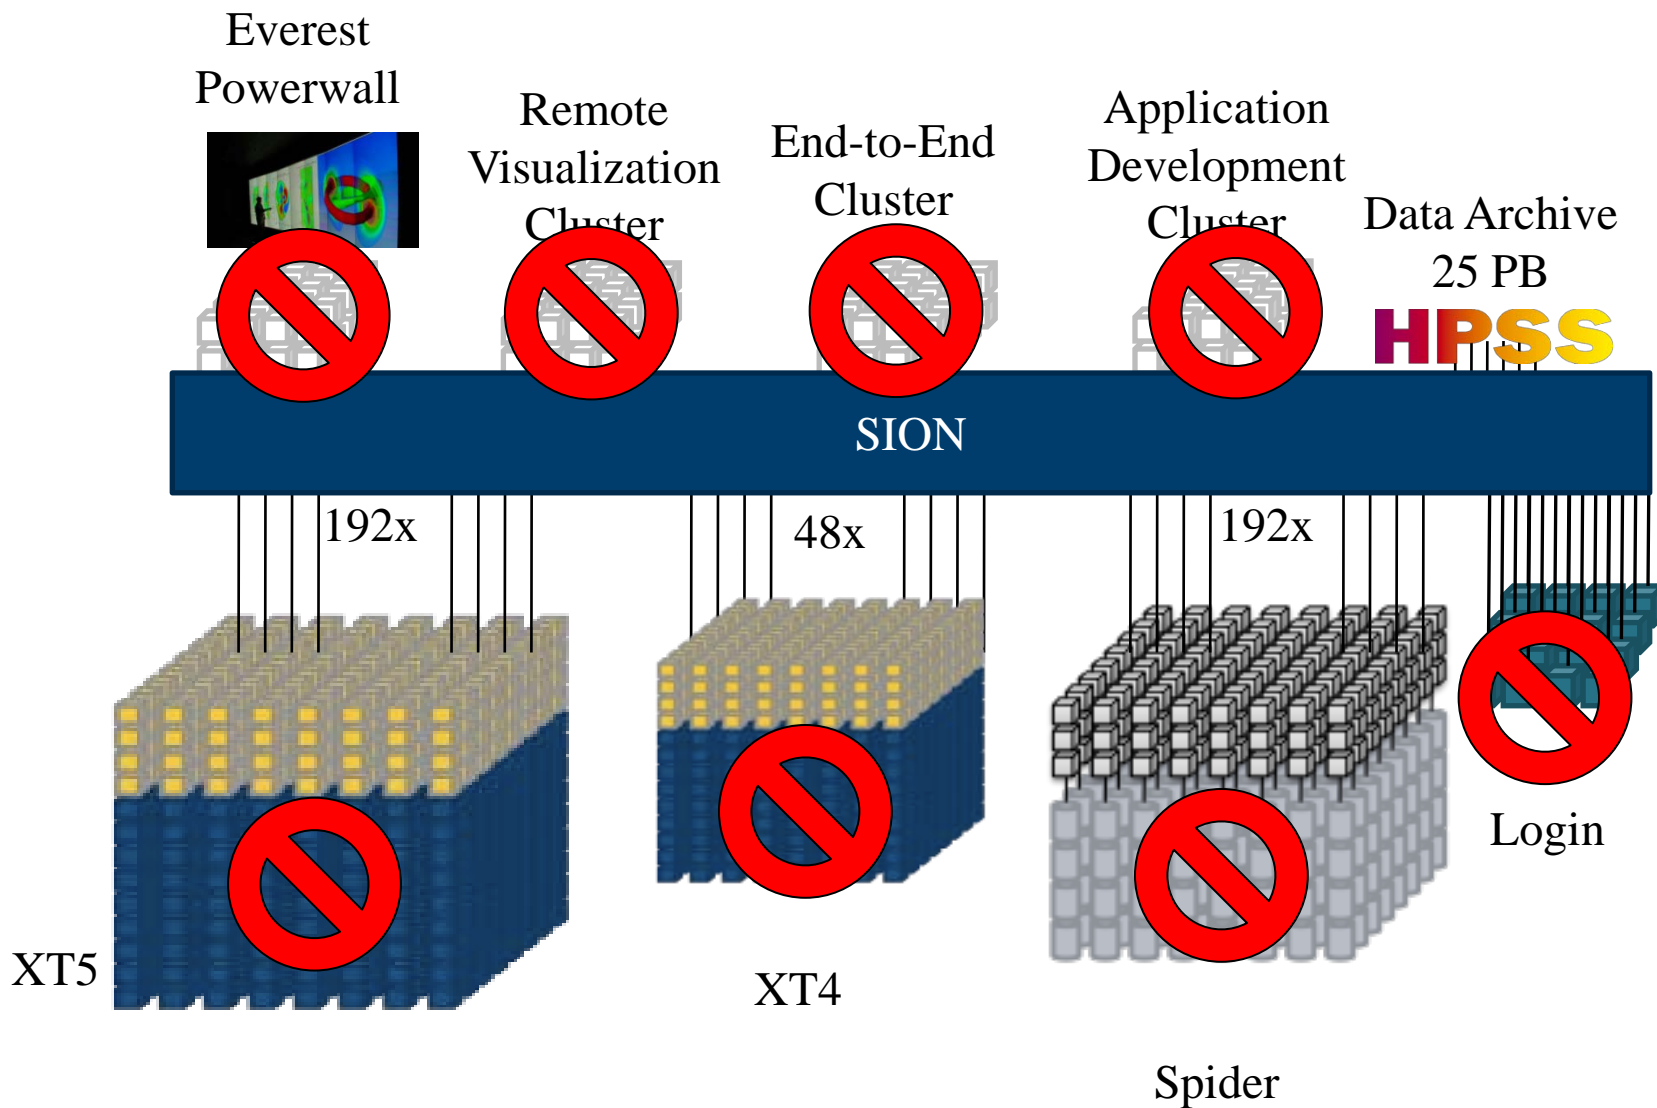 Everest
Powerwall
Remote
Visualization
Cluster
End-to-End
Cluster
Application
Development
Cluster
Data Archive
25 PB
HPSS
SION
192x
48x
192x
Login
XT5
XT4
Spider